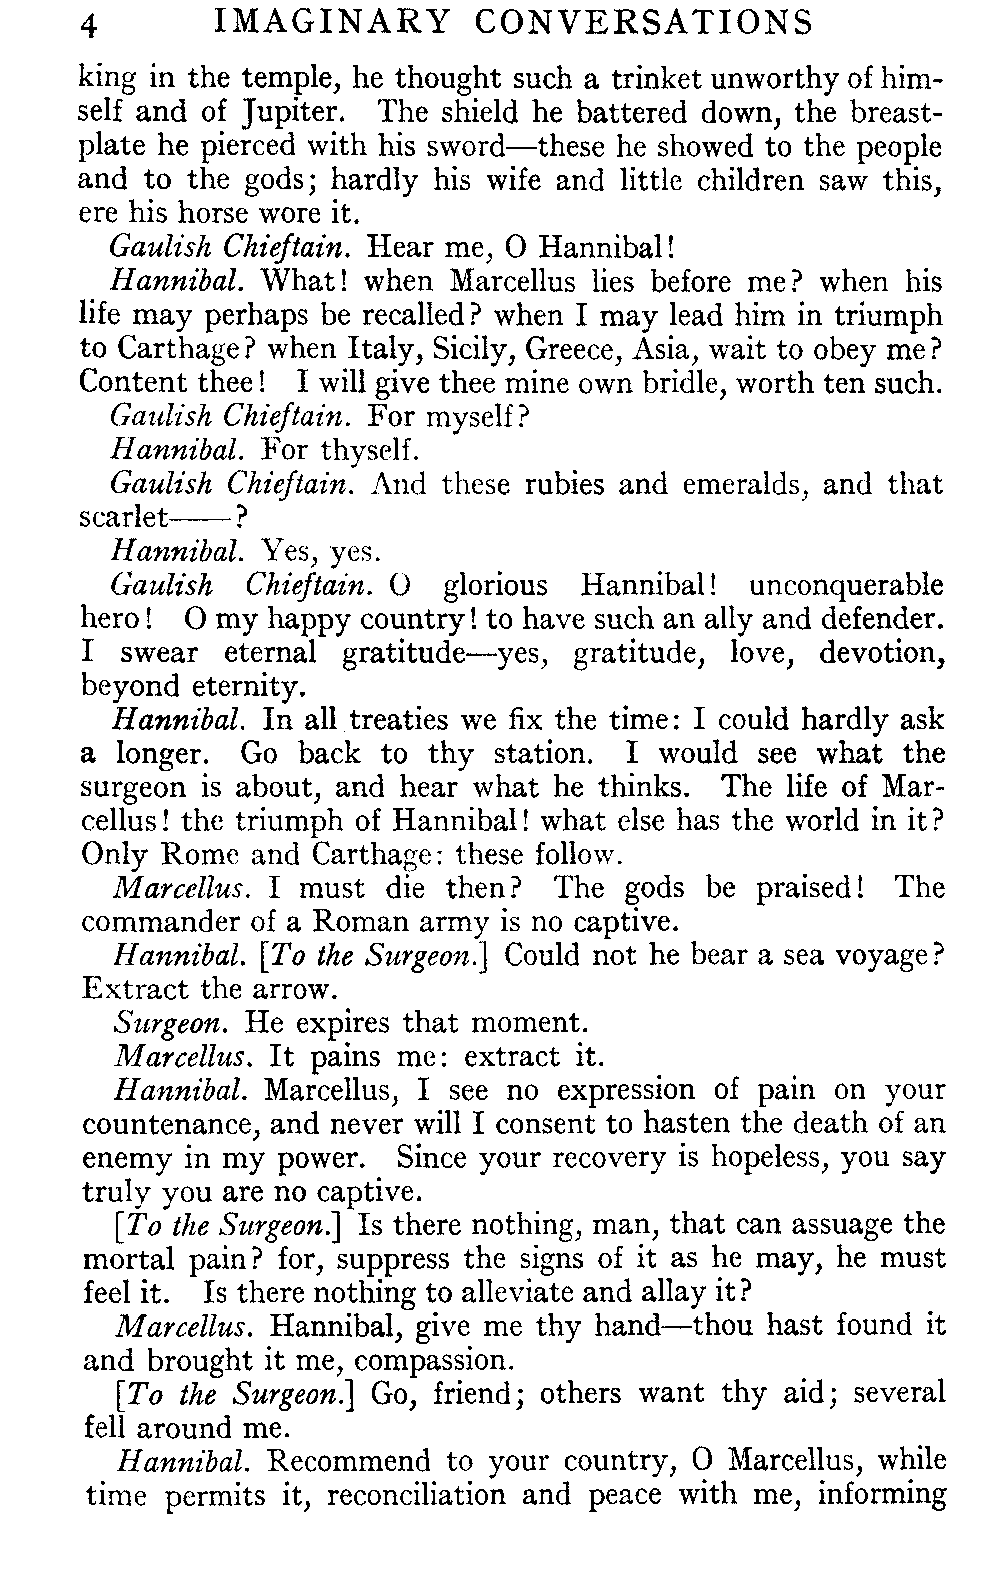 4 IMAGINARY CONVERSATIONS
king in the temple, he thought such a trinket unworthy of him-
self and of Jupiter. The shield he battered down, the breast-
plate he pierced with his sword—these he showed to the people
and to the gods; hardly his wife and little children saw this,
ere his horse wore it.
Gaulish Chieftain. Hear me, O Hannibal!
Hannibal. What! when Marcellus lies before me? when his
life may perhaps be recalled? when I may lead him in triumph
to Carthage? when Italy, Sicily, Greece, Asia, wait to obey me?
Content thee! I will give thee mine own bridle, worth ten such.
Gaulish Chieftain. For myself?
Hannibal. For thyself.
Gaulish Chieftain. And these rubies and emeralds, and that
scarlet——?
Hannibal. Yes, yes.
Gaulish Chieftain. O glorious Hannibal! unconquerable
hero! O my happy country! to have such an ally and defender.
I swear eternal gratitude—yes, gratitude, love, devotion,
beyond eternity.
Hannibal. In all treaties we fix the time: I could hardly ask
a longer. Go back to thy station. I would see what the
surgeon is about, and hear what he thinks. The life of Mar-
cellus! the triumph of Hannibal! what else has the world in it?
Only Rome and Carthage: these follow.
Marcellus. I must die then? The gods be praised! The
commander of a Roman army is no captive.
Hannibal. [To the Surgeon.] Could not he bear a sea voyage?
Extract the arrow.
Surgeon. He expires that moment.
Marcellus. It pains me: extract it.
Hannibal. Marcellus, I see no expression of pain on your
countenance, and never will I consent to hasten the death of an
enemy in my power. Since your recovery is hopeless, you say
truly you are no captive.
[To the Surgeon.] Is there nothing, man, that can assuage the
mortal pain? for, suppress the signs of it as he may, he must
feel it. Is there nothing to alleviate and allay it?
Marcellus. Hannibal, give me thy hand—thou hast found it
and brought it me, compassion.
[To the Surgeon.] Go, friend; others want thy aid; several
fell around me.
Hannibal. Recommend to your country, O Marcellus, while
time permits it, reconciliation and peace with me, informing